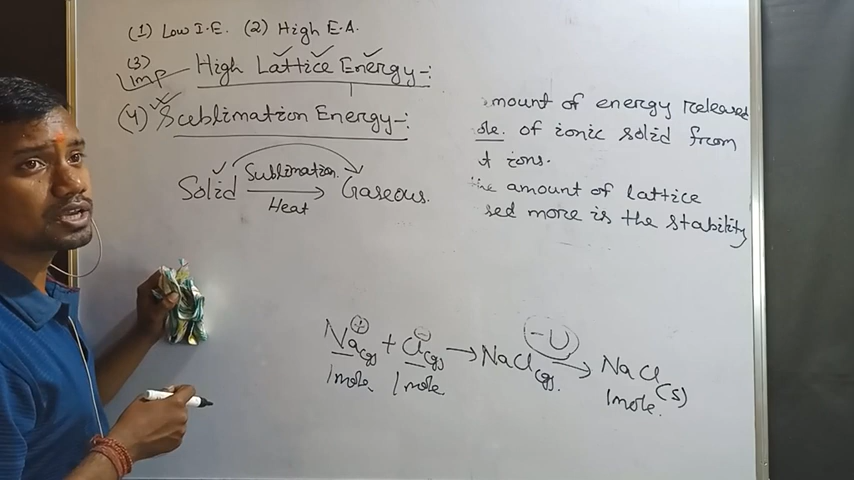 (1) Low I.E. (2) High E.A.
(3) Imp High Lattice Energy-:
(4) Sublimation Energy-:
Solid Sublimation Heat Gaseous.
mount of energy released
ole. of ionic solid from
t ions.
he amount of lattice
sed more is the stability
Na⊕(g) + Cl⊖(g) → NaCl(g). -U → NaCl(s)
1mole 1mole 1mole.